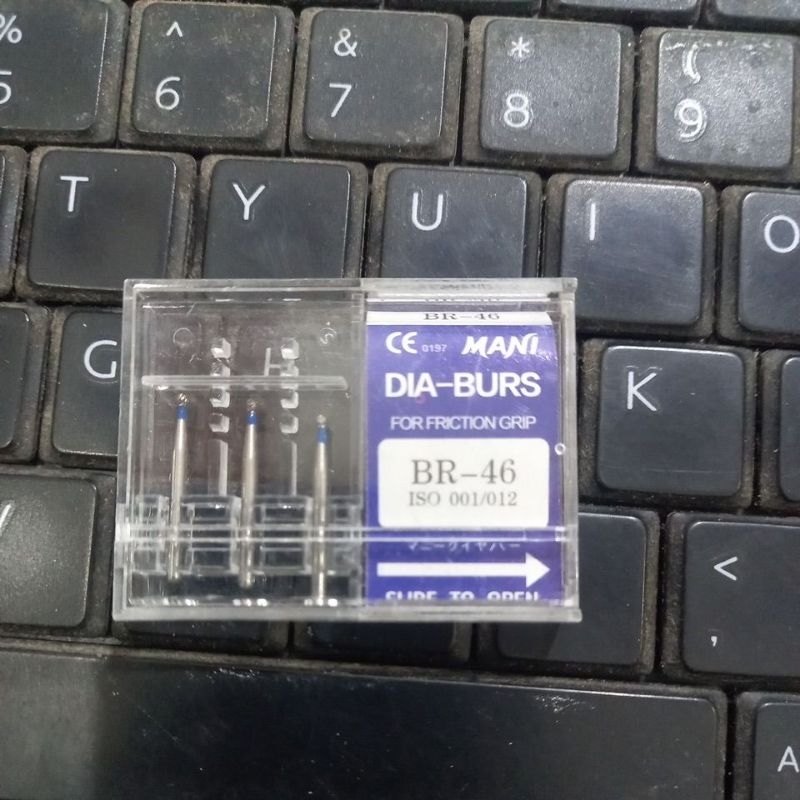 %
5
^
6
&
7
*
8
(
9
T
Y
U
I
O
G
H
K
BR-46
CE 0197 MANI
DIA-BURS
FOR FRICTION GRIP
BR-46
ISO 001/012
マニーダイヤバー
SLIDE TO OPEN
<
,
A